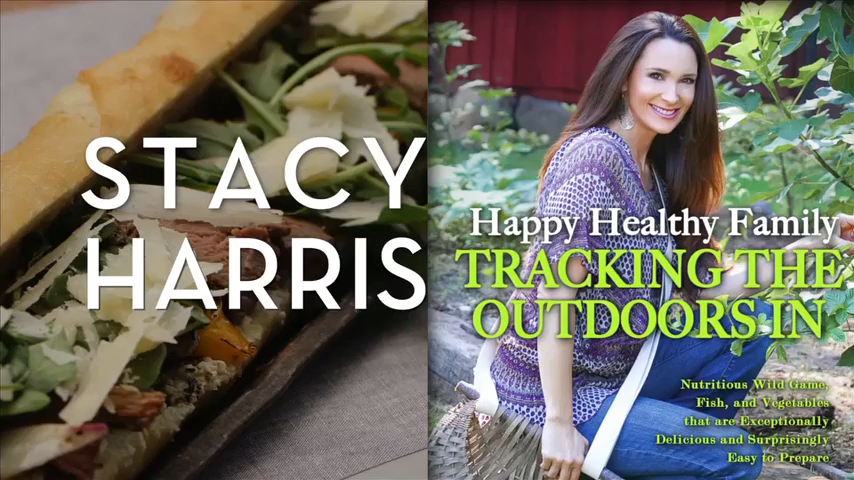 STACY
HARRIS
Happy Healthy Family
TRACKING THE
OUTDOORS IN
Nutritious Wild Game,
Fish, and Vegetables
that are Exceptionally
Delicious and Surprisingly
Easy to Prepare